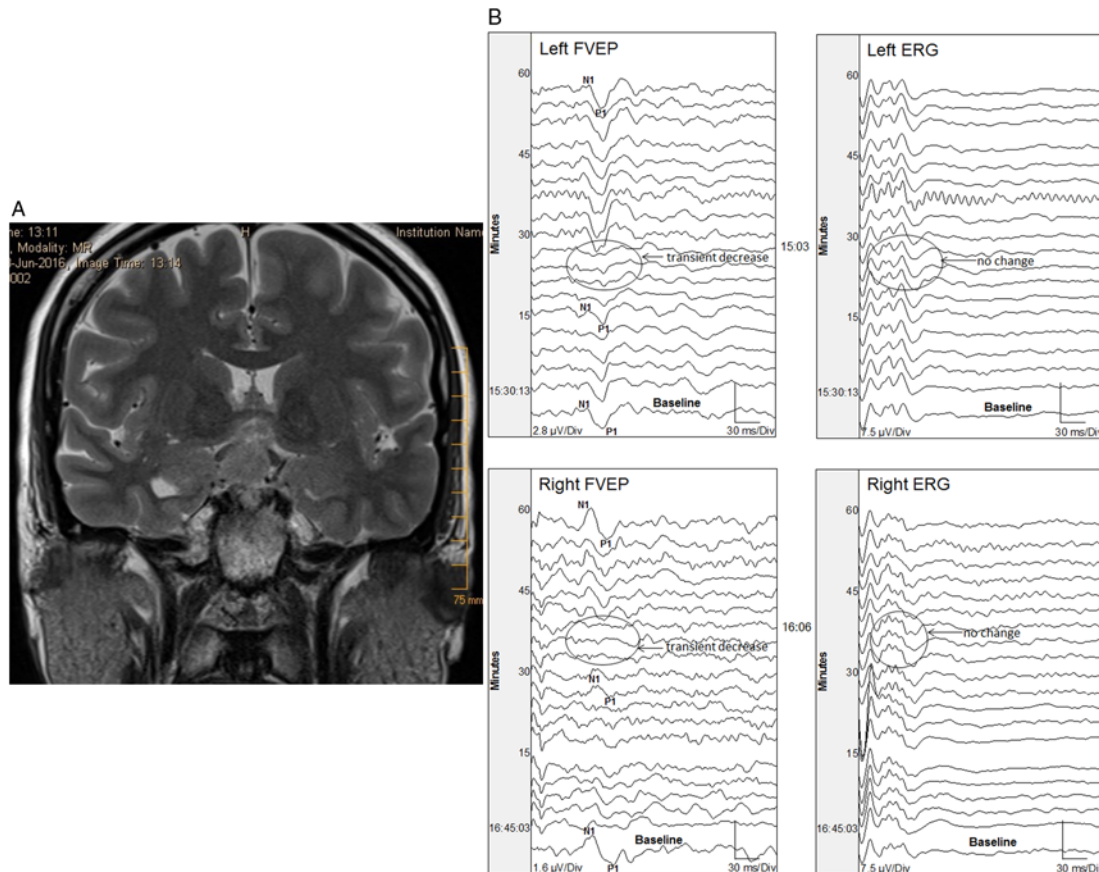 A
ne: 13:11
H
Institution Name
, Modality: MR
-Jun-2016, Image Time: 13:14
002
75 mm
B
Left FVEP
60
N1
P1
45
Minutes
30
15:03
transient decrease
15
N1
P1
15:30:13
N1
Baseline
P1
2.8 µV/Div
30 ms/Div
Left ERG
60
45
Minutes
30
no change
15
15:30:13
Baseline
7.5 µV/Div
30 ms/Div
Right FVEP
60
N1
P1
45
Minutes
16:06
transient decrease
30
N1
P1
15
16:45:03
N1
Baseline
P1
1.6 µV/Div
30 ms/Div
Right ERG
60
45
Minutes
no change
30
15
16:45:03
Baseline
7.5 µV/Div
30 ms/Div